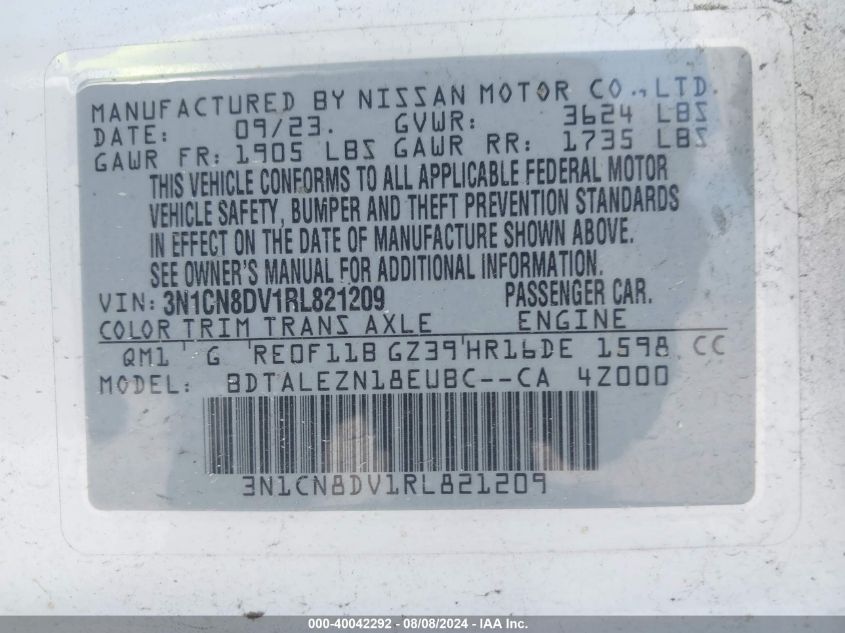 MANUFACTURED BY NISSAN MOTOR CO., LTD.
DATE: 09/23. GVWR: 3624 LBS
GAWR FR: 1905 LBS GAWR RR: 1735 LBS
THIS VEHICLE CONFORMS TO ALL APPLICABLE FEDERAL MOTOR
VEHICLE SAFETY, BUMPER AND THEFT PREVENTION STANDARDS
IN EFFECT ON THE DATE OF MANUFACTURE SHOWN ABOVE.
SEE OWNER'S MANUAL FOR ADDITIONAL INFORMATION.
VIN: 3N1CN8DV1RL821209 PASSENGER CAR.
COLOR TRIM TRANS AXLE ENGINE
QM1 G RE0F11B GZ39 HR16DE 1598 CC
MODEL: BDTALEZN18EUBC--CA 4Z000
3N1CN8DV1RL821209
000-40042292 - 08/08/2024 - IAA, Inc.